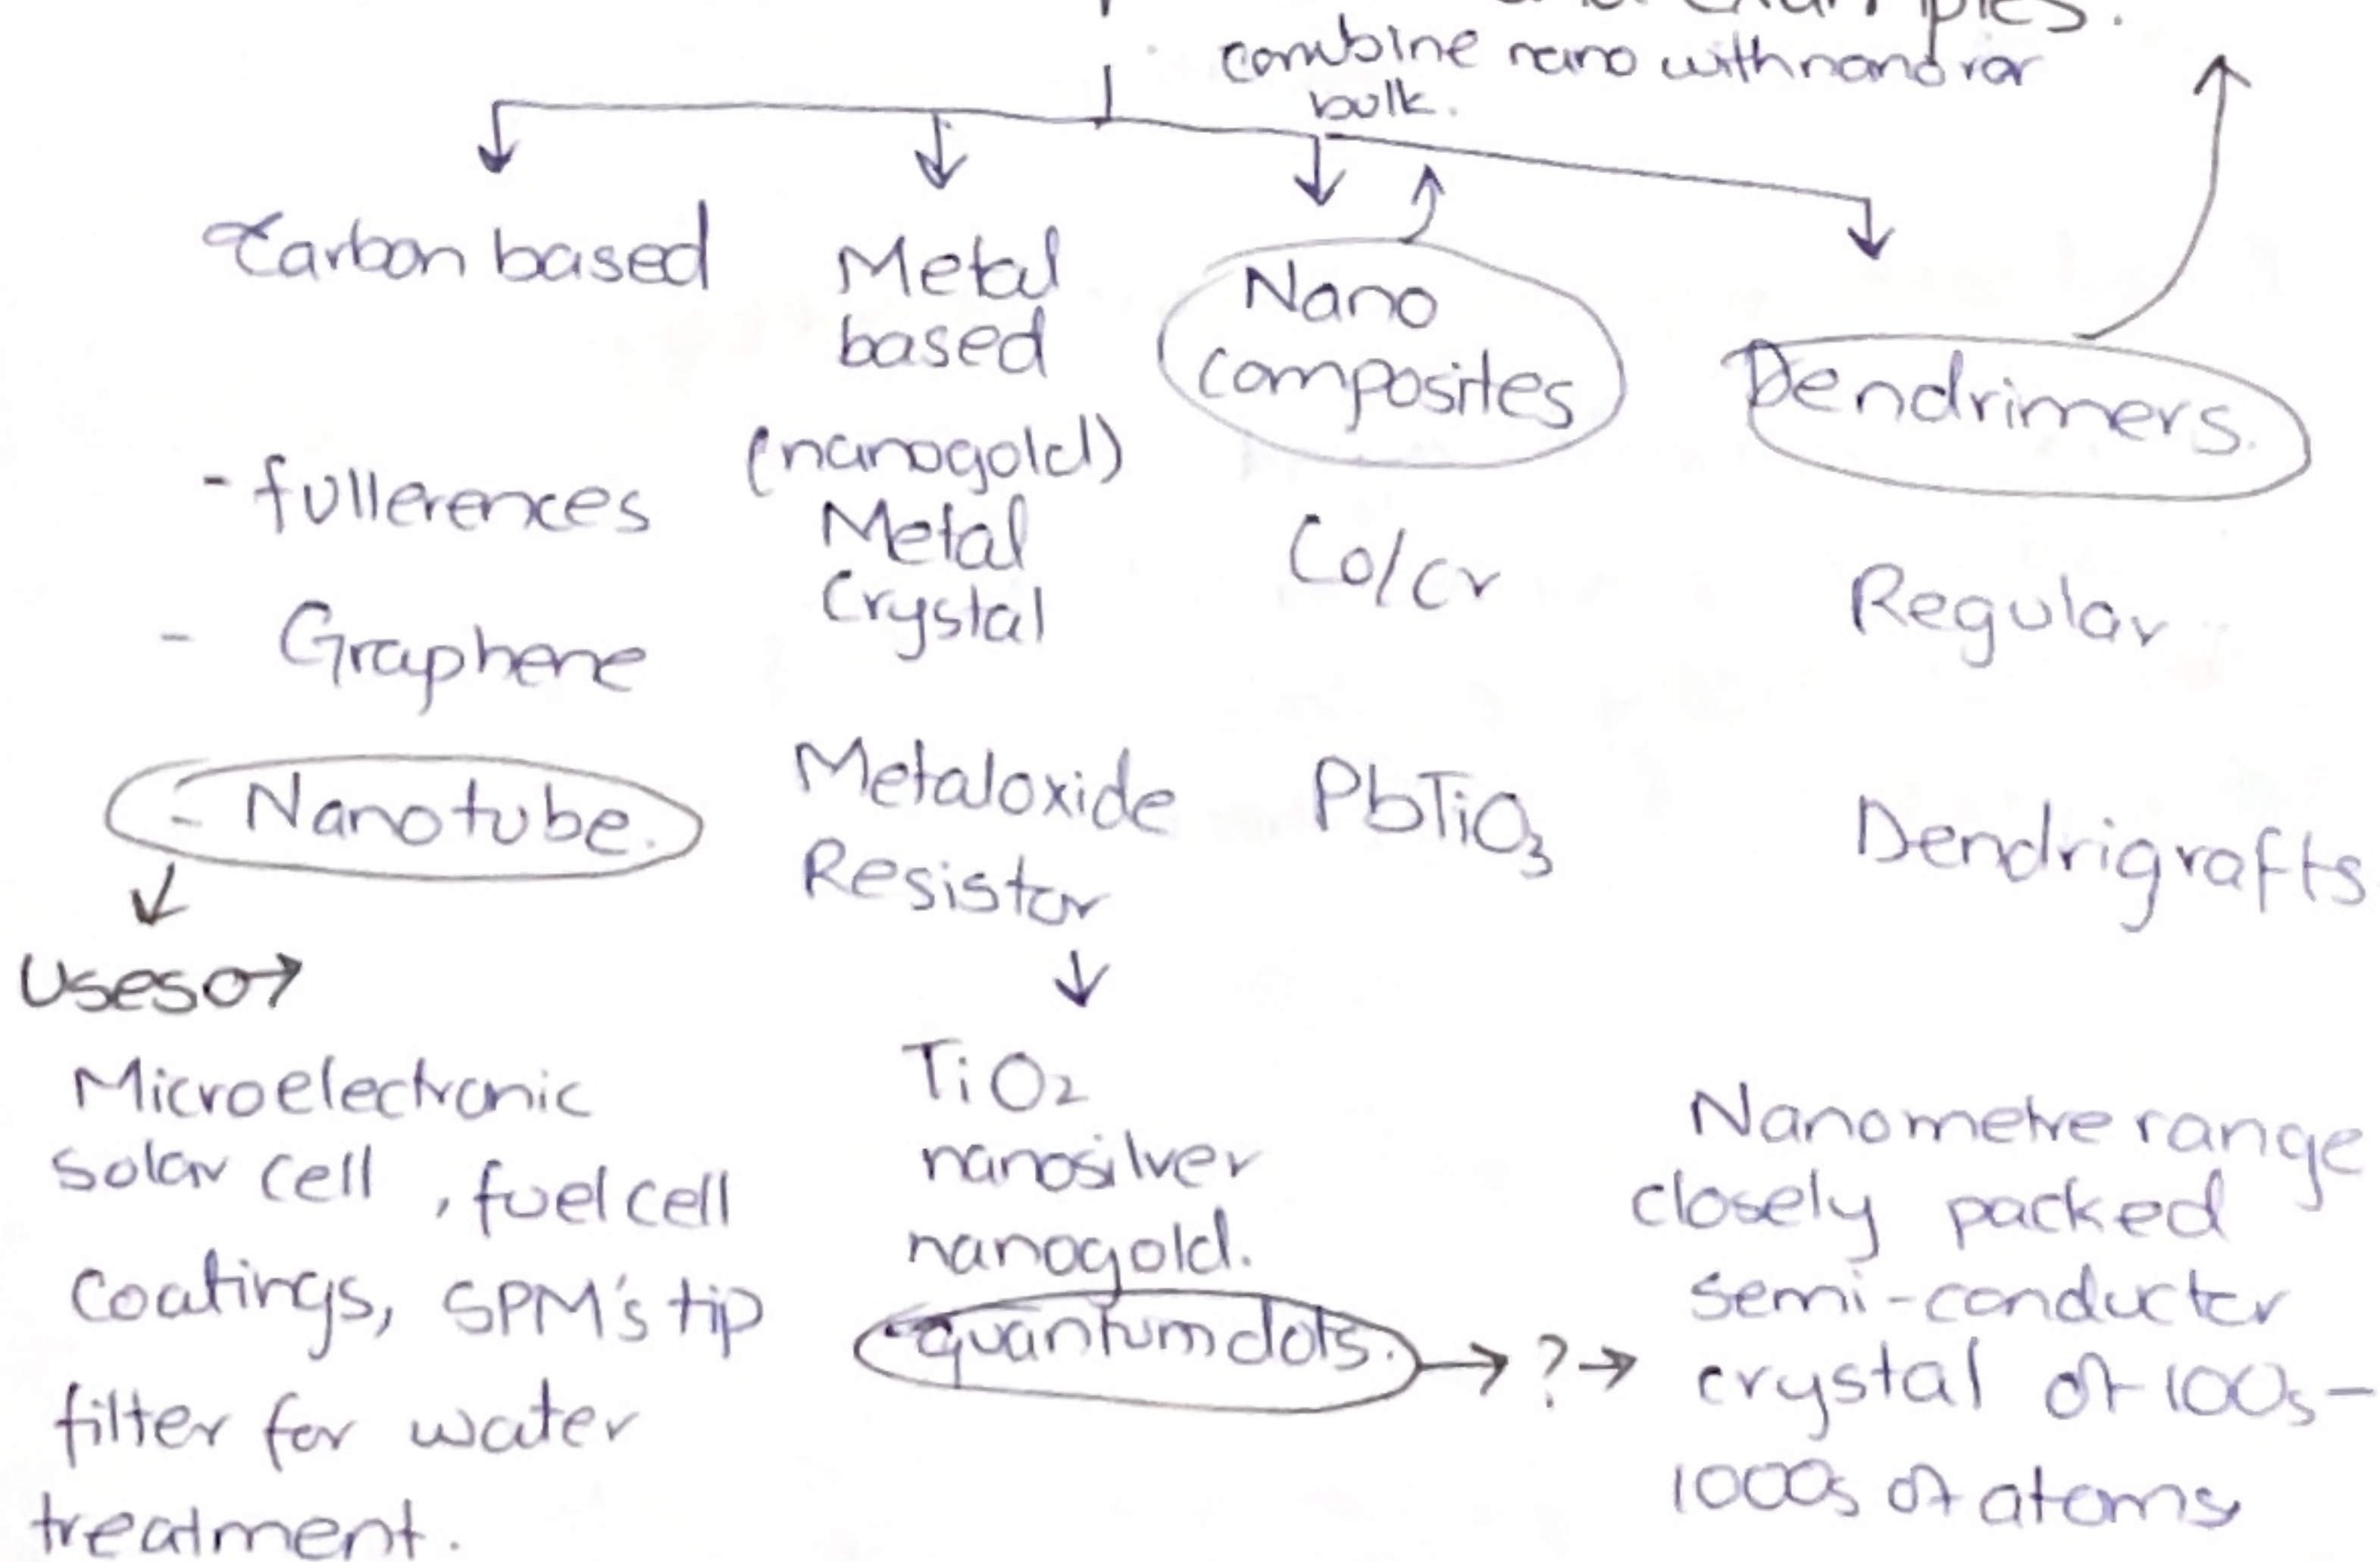 examples.
combine nano with nano or
bulk.
Carbon based
- fullerences
- Graphene
- Nanotube.
Uses
Microelectronic
solar cell, fuel cell
coatings, SPM's tip
filter for water
treatment.
Metal
based
(nanogold)
Metal
Crystal
Metaloxide
Resistor
TiO2
nanosilver
nanogold.
quantum dots. → ? →
Nano
composites
Co/Cr
PbTiO3
Dendrimers.
Regular
Dendrigrafts
Nanometre range
closely packed
semi-conductor
crystal of 100s -
1000s of atoms